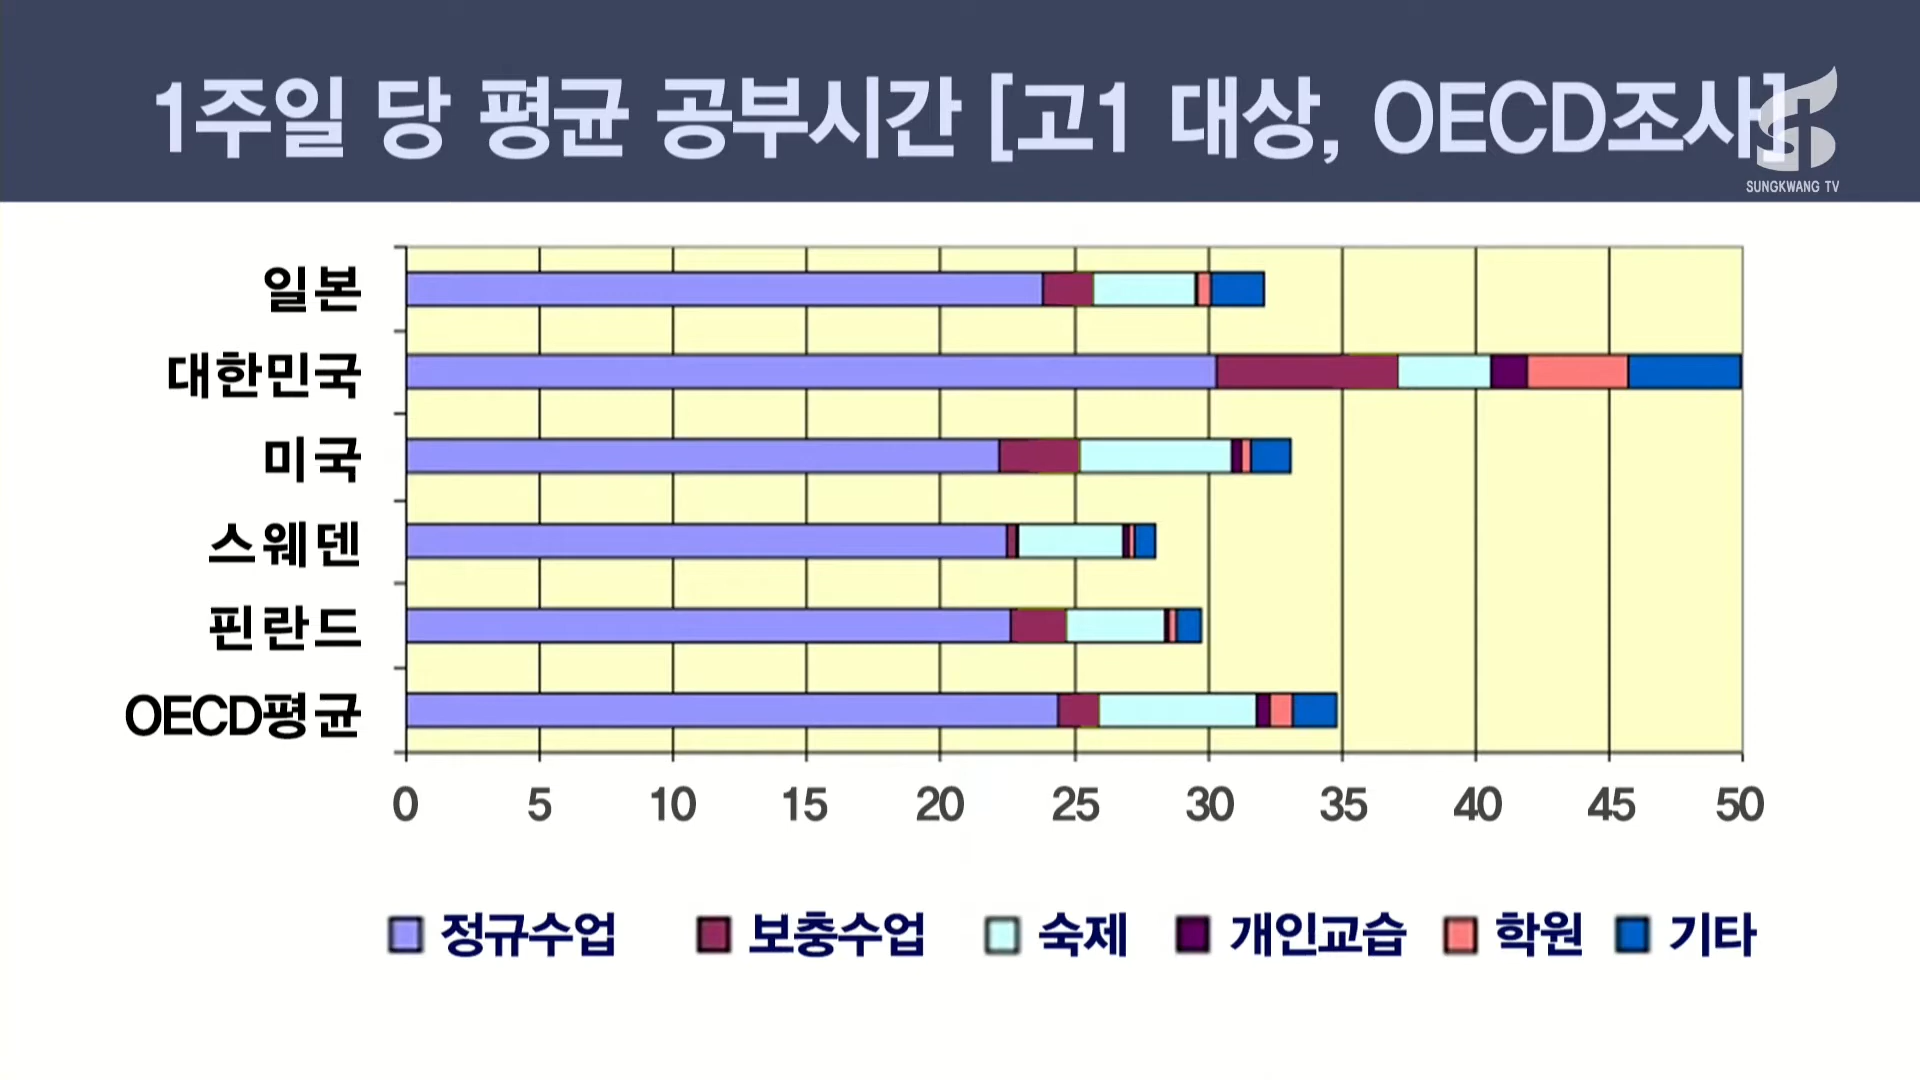 1주일 당 평균 공부시간 [고1 대상, OECD조사]
SUNGKWANG TV
일본
대한민국
미국
스웨덴
핀란드
OECD평균
0 5 10 15 20 25 30 35 40 45 50
정규수업 보충수업 숙제 개인교습 학원 기타